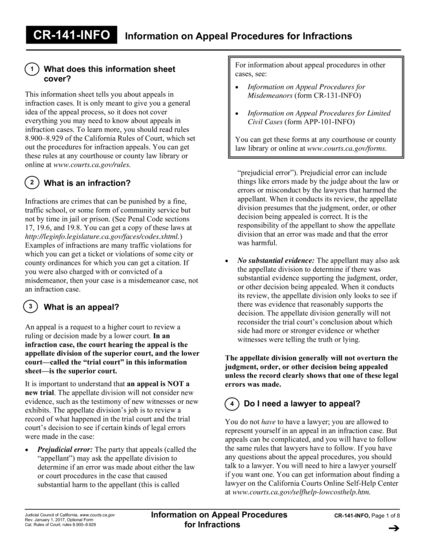 CR-141-INFO Information on Appeal Procedures for Infractions
1 What does this information sheet
cover?
This information sheet tells you about appeals in
infraction cases. It is only meant to give you a general
idea of the appeal process, so it does not cover
everything you may need to know about appeals in
infraction cases. To learn more, you should read rules
8.900–8.929 of the California Rules of Court, which set
out the procedures for infraction appeals. You can get
these rules at any courthouse or county law library or
online at www.courts.ca.gov/rules.
2 What is an infraction?
Infractions are crimes that can be punished by a fine,
traffic school, or some form of community service but
not by time in jail or prison. (See Penal Code sections
17, 19.6, and 19.8. You can get a copy of these laws at
http://leginfo.legislature.ca.gov/faces/codes.xhtml.)
Examples of infractions are many traffic violations for
which you can get a ticket or violations of some city or
county ordinances for which you can get a citation. If
you were also charged with or convicted of a
misdemeanor, then your case is a misdemeanor case, not
an infraction case.
3 What is an appeal?
An appeal is a request to a higher court to review a
ruling or decision made by a lower court. In an
infraction case, the court hearing the appeal is the
appellate division of the superior court, and the lower
court—called the “trial court” in this information
sheet—is the superior court.
It is important to understand that an appeal is NOT a
new trial. The appellate division will not consider new
evidence, such as the testimony of new witnesses or new
exhibits. The appellate division’s job is to review a
record of what happened in the trial court and the trial
court’s decision to see if certain kinds of legal errors
were made in the case:
• Prejudicial error: The party that appeals (called the
“appellant”) may ask the appellate division to
determine if an error was made about either the law
or court procedures in the case that caused
substantial harm to the appellant (this is called
For information about appeal procedures in other
cases, see:
• Information on Appeal Procedures for
Misdemeanors (form CR-131-INFO)
• Information on Appeal Procedures for Limited
Civil Cases (form APP-101-INFO)
You can get these forms at any courthouse or county
law library or online at www.courts.ca.gov/forms.
“prejudicial error”). Prejudicial error can include
things like errors made by the judge about the law or
errors or misconduct by the lawyers that harmed the
appellant. When it conducts its review, the appellate
division presumes that the judgment, order, or other
decision being appealed is correct. It is the
responsibility of the appellant to show the appellate
division that an error was made and that the error
was harmful.
• No substantial evidence: The appellant may also ask
the appellate division to determine if there was
substantial evidence supporting the judgment, order,
or other decision being appealed. When it conducts
its review, the appellate division only looks to see if
there was evidence that reasonably supports the
decision. The appellate division generally will not
reconsider the trial court’s conclusion about which
side had more or stronger evidence or whether
witnesses were telling the truth or lying.
The appellate division generally will not overturn the
judgment, order, or other decision being appealed
unless the record clearly shows that one of these legal
errors was made.
4 Do I need a lawyer to appeal?
You do not have to have a lawyer; you are allowed to
represent yourself in an appeal in an infraction case. But
appeals can be complicated, and you will have to follow
the same rules that lawyers have to follow. If you have
any questions about the appeal procedures, you should
talk to a lawyer. You will need to hire a lawyer yourself
if you want one. You can get information about finding a
lawyer on the California Courts Online Self-Help Center
at www.courts.ca.gov/selfhelp-lowcosthelp.htm.
Judicial Council of California, www.courts.ca.gov
Rev. January 1, 2017, Optional Form
Cal. Rules of Court, rules 8.900–8.929
Information on Appeal Procedures
for Infractions
CR-141-INFO, Page 1 of 8